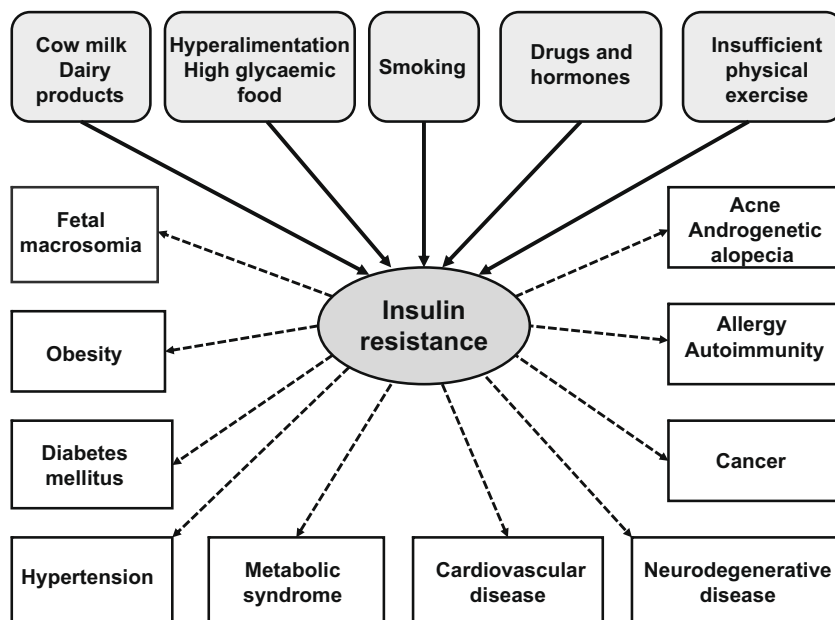 Cow milk
Dairy
products
Hyperalimentation
High glycaemic
food
Smoking
Drugs and
hormones
Insufficient
physical
exercise
Fetal
macrosomia
Acne
Androgenetic
alopecia
Insulin
resistance
Obesity
Allergy
Autoimmunity
Diabetes
mellitus
Cancer
Hypertension
Metabolic
syndrome
Cardiovascular
disease
Neurodegenerative
disease